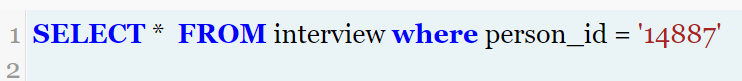 1 SELECT * FROM interview where person_id = '14887'
2